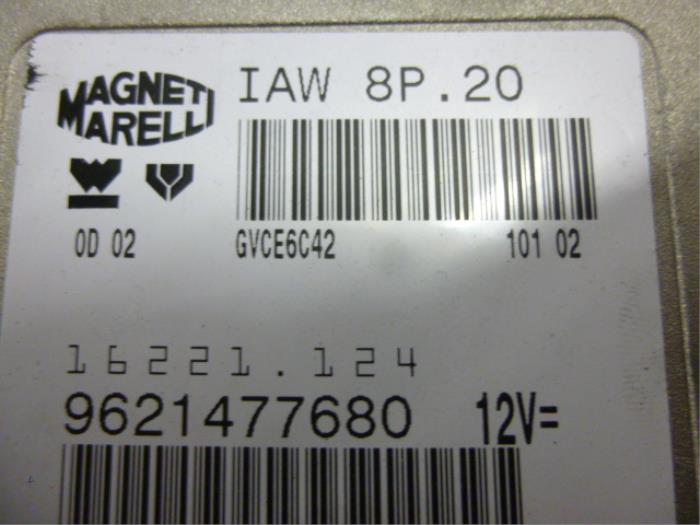 MAGNETI MARELLI
IAW 8P.20
0D 02
GVCE6C42
101 02
16221.124
9621477680 12V=